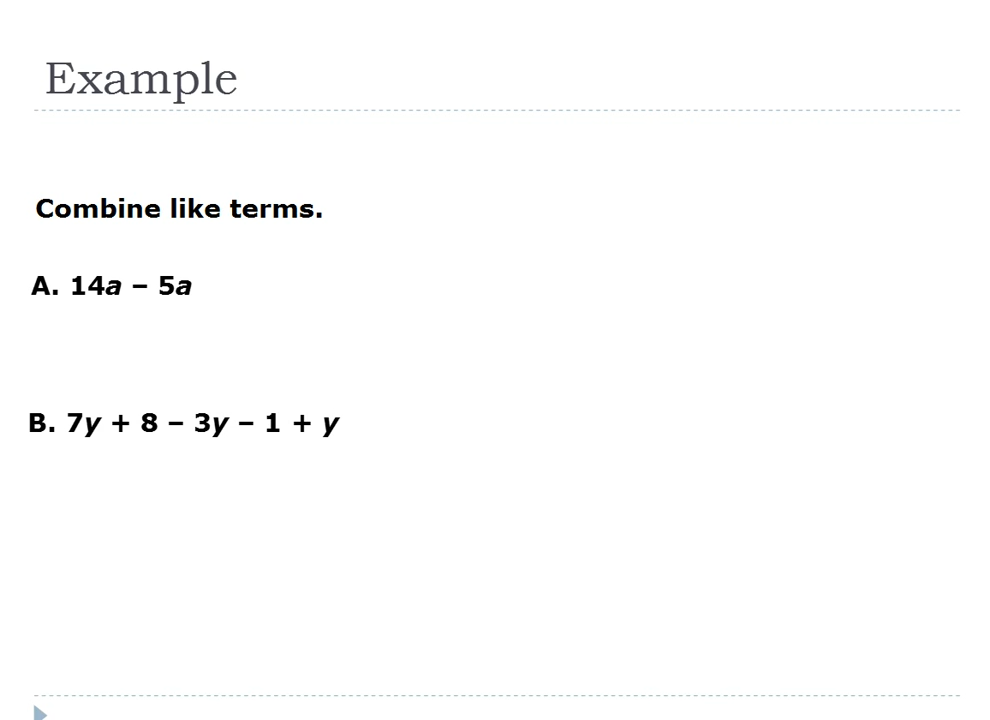 Example
Combine like terms.
A. 14a – 5a
B. 7y + 8 – 3y – 1 + y